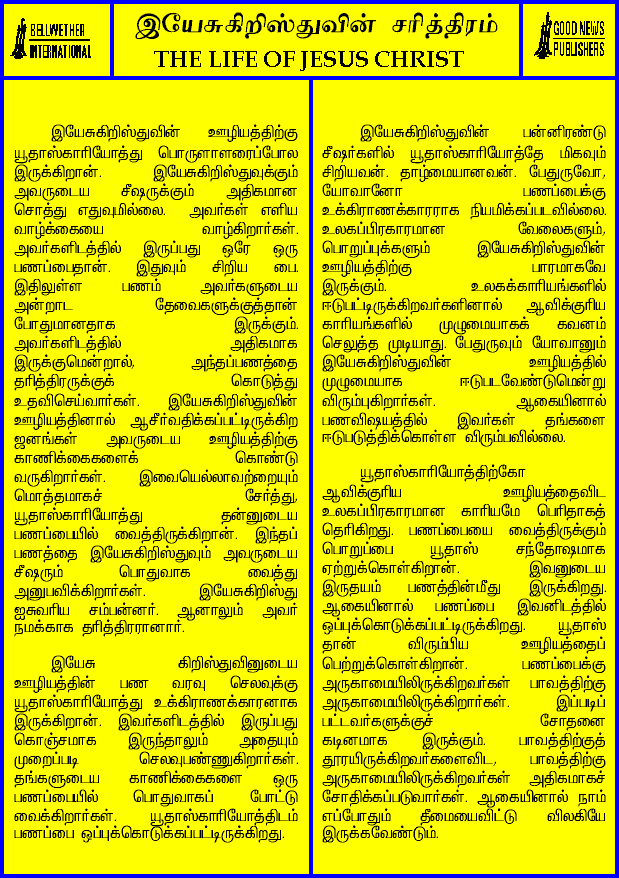 BELLWETHER
INTERNATIONAL
இயேசுகிறிஸ்துவின் சரித்திரம்
THE LIFE OF JESUS CHRIST
GOOD NEWS
PUBLISHERS
இயேசுகிறிஸ்துவின் ஊழியத்திற்கு
யூதாஸ்காரியோத்து பொருளாளரைப்போல
இருக்கிறான். இயேசுகிறிஸ்துவுக்கும்
அவருடைய சீஷருக்கும் அதிகமான
சொத்து எதுவுமில்லை. அவர்கள் எளிய
வாழ்க்கையை வாழ்கிறார்கள்.
அவர்களிடத்தில் இருப்பது ஒரே ஒரு
பணப்பைதான். இதுவும் சிறிய பை.
இதிலுள்ள பணம் அவர்களுடைய
அன்றாட தேவைகளுக்குத்தான்
போதுமானதாக இருக்கும்.
அவர்களிடத்தில் அதிகமாக
இருக்குமென்றால், அந்தப்பணத்தை
தரித்திரருக்குக் கொடுத்து
உதவிசெய்வார்கள். இயேசுகிறிஸ்துவின்
ஊழியத்தினால் ஆசீர்வதிக்கப்பட்டிருக்கிற
ஜனங்கள் அவருடைய ஊழியத்திற்கு
காணிக்கைகளைக் கொண்டு
வருகிறார்கள். இவையெல்லாவற்றையும்
மொத்தமாகச் சேர்த்து,
யூதாஸ்காரியோத்து தன்னுடைய
பணப்பையில் வைத்திருக்கிறான். இந்தப்
பணத்தை இயேசுகிறிஸ்துவும் அவருடைய
சீஷரும் பொதுவாக வைத்து
அனுபவிக்கிறார்கள். இயேசுகிறிஸ்து
ஐசுவரிய சம்பன்னர். ஆனாலும் அவர்
நமக்காக தரித்திரரானார்.
இயேசு கிறிஸ்துவினுடைய
ஊழியத்தின் பண வரவு செலவுக்கு
யூதாஸ்காரியோத்து உக்கிராணக்காரனாக
இருக்கிறான். இவர்களிடத்தில் இருப்பது
கொஞ்சமாக இருந்தாலும் அதையும்
முறைப்படி செலவுபண்ணுகிறார்கள்.
தங்களுடைய காணிக்கைகளை ஒரு
பணப்பையில் பொதுவாகப் போட்டு
வைக்கிறார்கள். யூதாஸ்காரியோத்திடம்
பணப்பை ஒப்புக்கொடுக்கப்பட்டிருக்கிறது.
இயேசுகிறிஸ்துவின் பன்னிரண்டு
சீஷர்களில் யூதாஸ்காரியோத்தே மிகவும்
சிறியவன். தாழ்மையானவன். பேதுருவோ,
யோவானோ பணப்பைக்கு
உக்கிராணக்காரராக நியமிக்கப்படவில்லை.
உலகப்பிரகாரமான வேலைகளும்,
பொறுப்புக்களும் இயேசுகிறிஸ்துவின்
ஊழியத்திற்கு பாரமாகவே
இருக்கும். உலகக்காரியங்களில்
ஈடுபட்டிருக்கிறவர்களினால் ஆவிக்குரிய
காரியங்களில் முழுமையாகக் கவனம்
செலுத்த முடியாது. பேதுருவும் யோவானும்
இயேசுகிறிஸ்துவின் ஊழியத்தில்
முழுமையாக ஈடுபடவேண்டுமென்று
விரும்புகிறார்கள். ஆகையினால்
பணவிஷயத்தில் இவர்கள் தங்களை
ஈடுபடுத்திக்கொள்ள விரும்பவில்லை.
யூதாஸ்காரியோத்திற்கோ
ஆவிக்குரிய ஊழியத்தைவிட
உலகப்பிரகாரமான காரியமே பெரிதாகத்
தெரிகிறது. பணப்பையை வைத்திருக்கும்
பொறுப்பை யூதாஸ் சந்தோஷமாக
ஏற்றுக்கொள்கிறான். இவனுடைய
இருதயம் பணத்தின்மீது இருக்கிறது.
ஆகையினால் பணப்பை இவனிடத்தில்
ஒப்புக்கொடுக்கப்பட்டிருக்கிறது. யூதாஸ்
தான் விரும்பிய ஊழியத்தைப்
பெற்றுக்கொள்கிறான். பணப்பைக்கு
அருகாமையிலிருக்கிறவர்கள் பாவத்திற்கு
அருகாமையிலிருக்கிறார்கள். இப்படிப்
பட்டவர்களுக்குச் சோதனை
கடினமாக இருக்கும். பாவத்திற்குத்
தூரயிருக்கிறவர்களைவிட, பாவத்திற்கு
அருகாமையிலிருக்கிறவர்கள் அதிகமாகச்
சோதிக்கப்படுவார்கள். ஆகையினால் நாம்
எப்போதும் தீமையைவிட்டு விலகியே
இருக்கவேண்டும்.